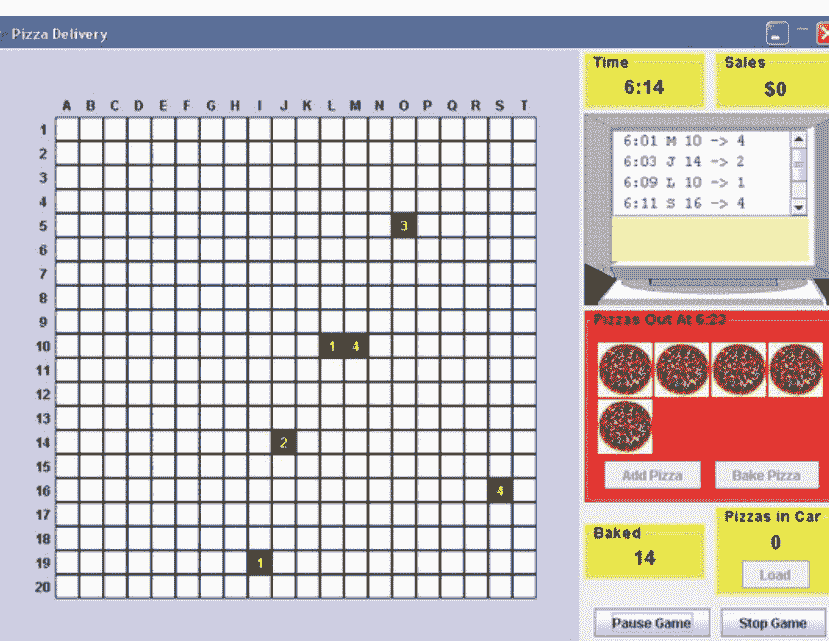 Pizza Delivery
Time
6:14
Sales
$0
A B C D E F G H I J K L M N O P Q R S T
1
2
3
4
5 3
6
7
8
9
10 1 4
11
12
13
14 2
15
16 4
17
18
19 1
20
6:01 M 10 -> 4
6:03 J 14 -> 2
6:09 L 10 -> 1
6:11 S 16 -> 4
Pizzas Out At 6:23
Add Pizza
Bake Pizza
Baked
14
Pizzas in Car
0
Load
Pause Game
Stop Game